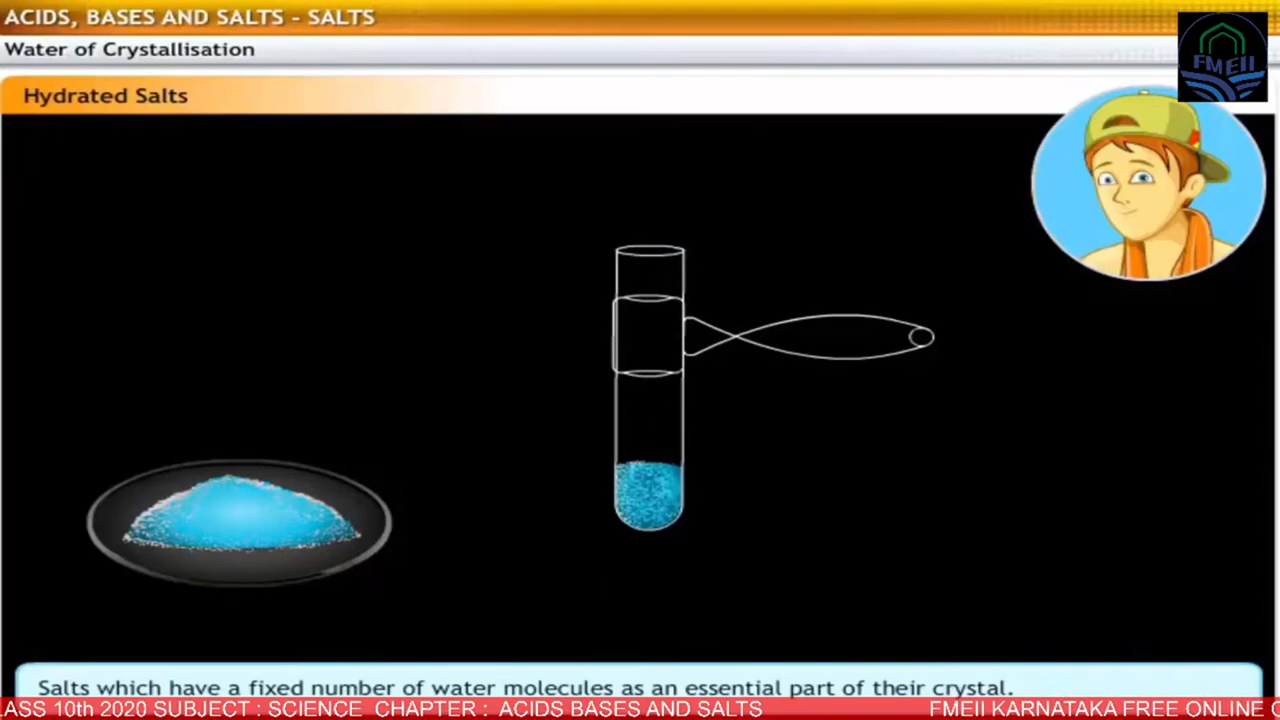 ACIDS, BASES AND SALTS - SALTS
Water of Crystallisation
FMEII
Hydrated Salts
Salts which have a fixed number of water molecules as an essential part of their crystal.
LASS 10th 2020 SUBJECT : SCIENCE CHAPTER : ACIDS BASES AND SALTS FMEII KARNATAKA FREE ONLINE